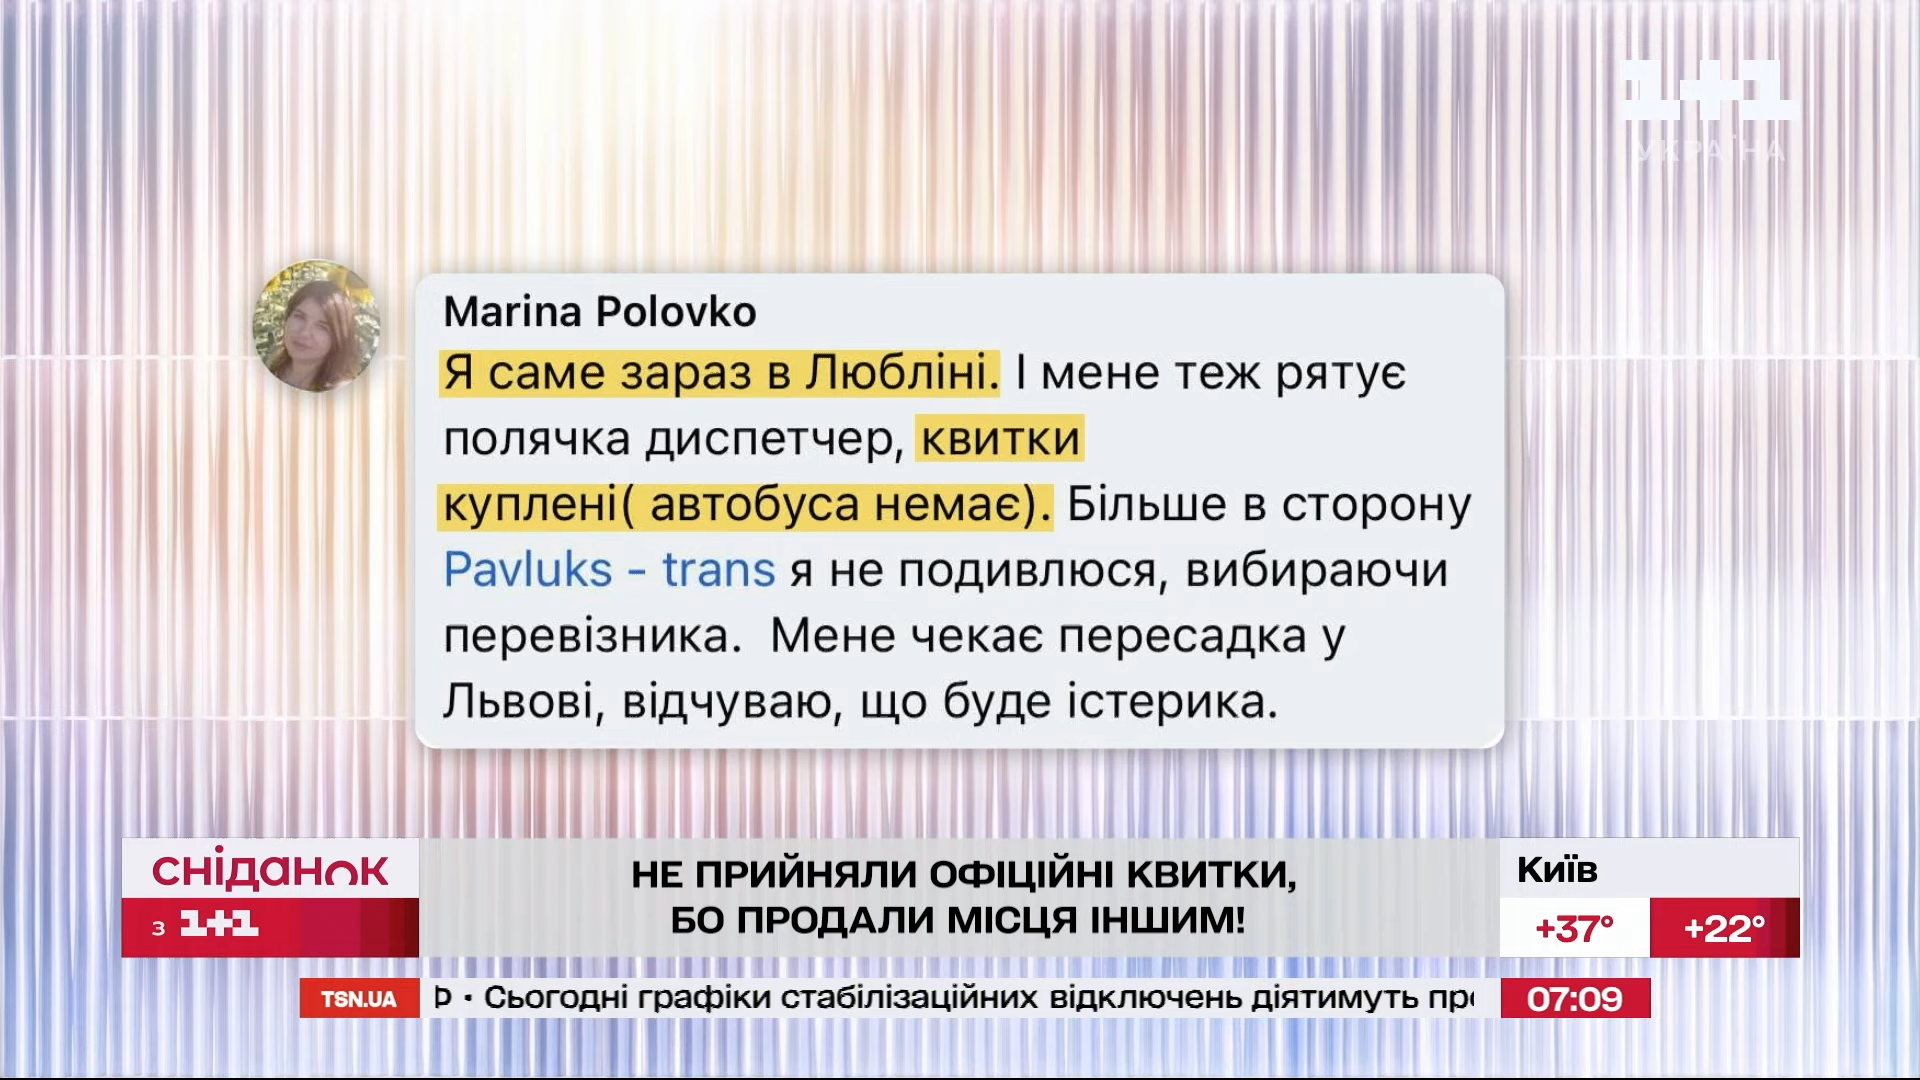 1+1
УКРАЇНА
Marina Polovko
Я саме зараз в Любліні. І мене теж рятує
полячка диспетчер, квитки
куплені( автобуса немає). Більше в сторону
Pavluks - trans я не подивлюся, вибираючи
перевізника.  Мене чекає пересадка у
Львові, відчуваю, що буде істерика.
СНІДАНОК
з 1+1
НЕ ПРИЙНЯЛИ ОФІЦІЙНІ КВИТКИ,
БО ПРОДАЛИ МІСЦЯ ІНШИМ!
Київ
+37° +22°
TSN.UA
• Сьогодні графіки стабілізаційних відключень діятимуть
07:09